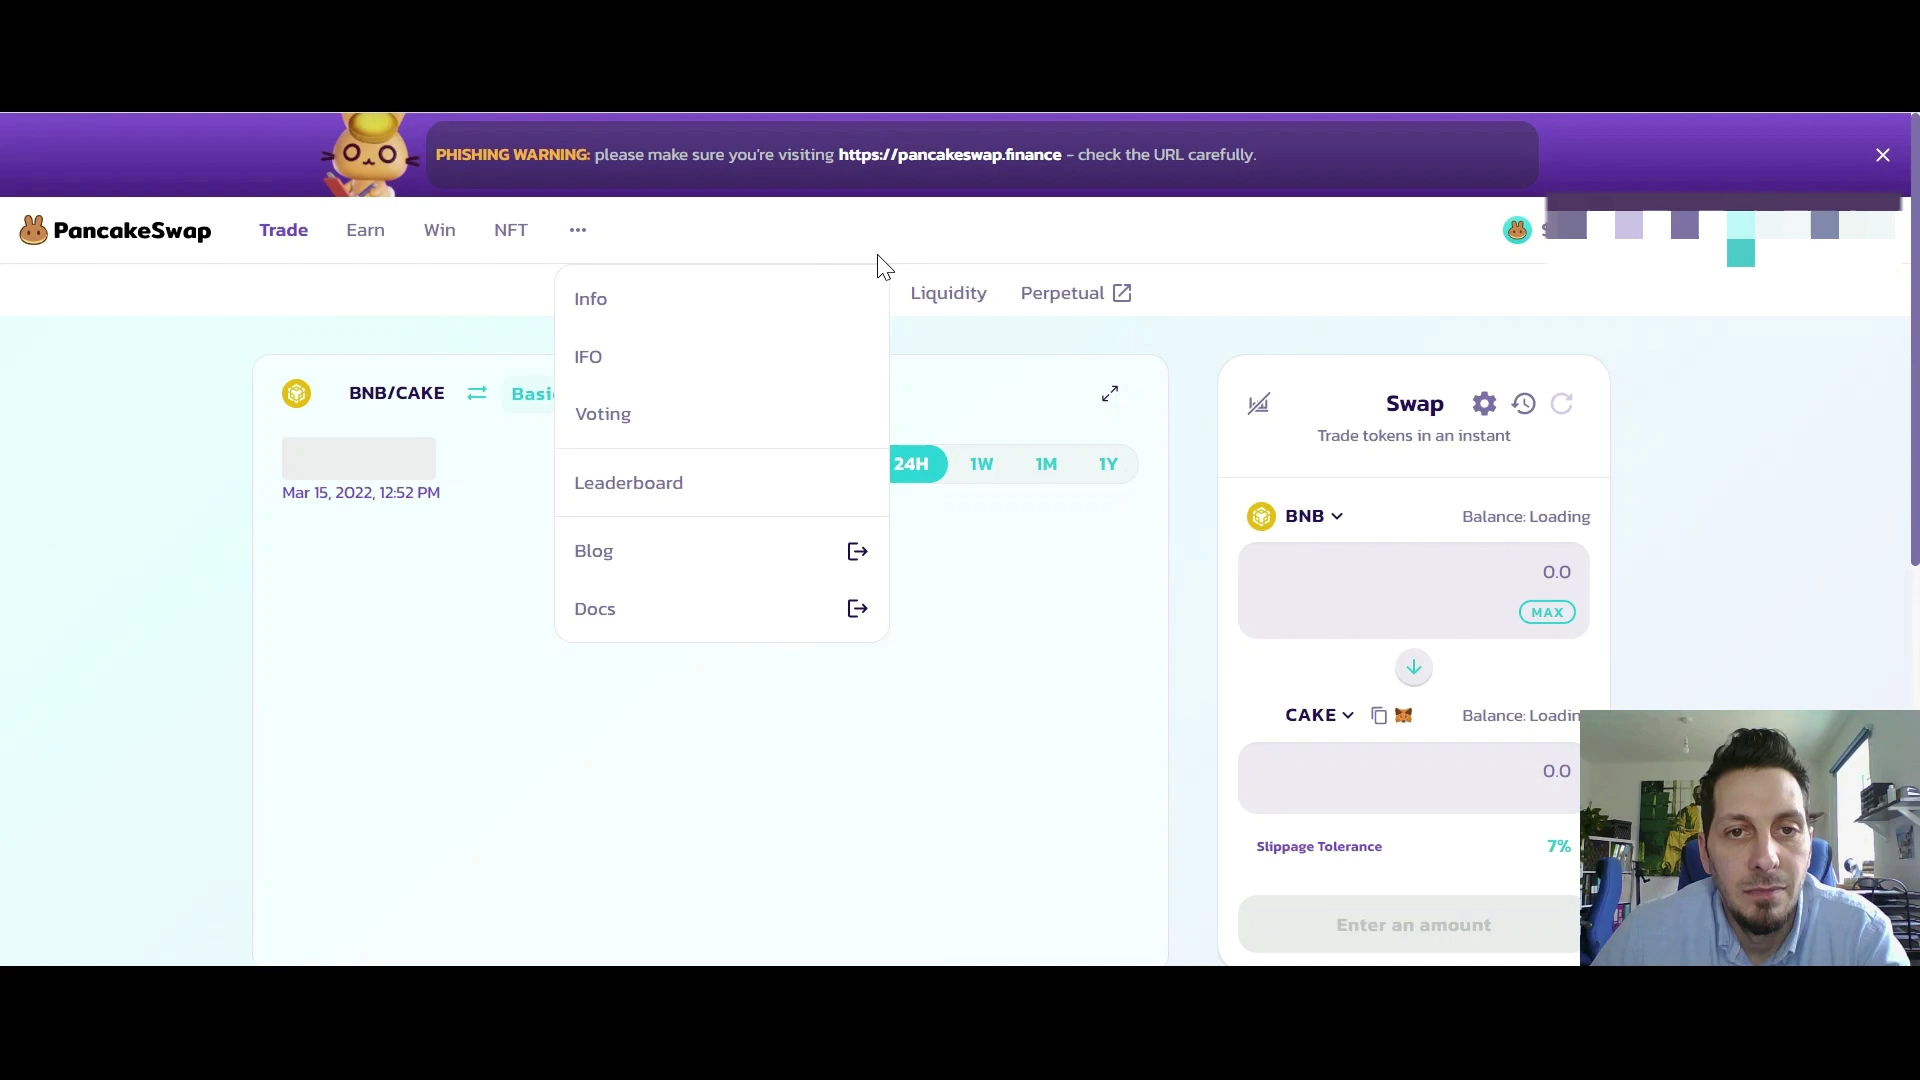 PHISHING WARNING: please make sure you're visiting https://pancakeswap.finance - check the URL carefully.
PancakeSwap
Trade
Earn
Win
NFT
Info
IFO
Voting
Leaderboard
Blog
Docs
Liquidity
Perpetual
BNB/CAKE
Mar 15, 2022, 12:52 PM
24H
1W
1M
1Y
Swap
Trade tokens in an instant
BNB
Balance: Loading
0.0
MAX
CAKE
Balance:
0.0
Slippage Tolerance
7%
Enter an amount